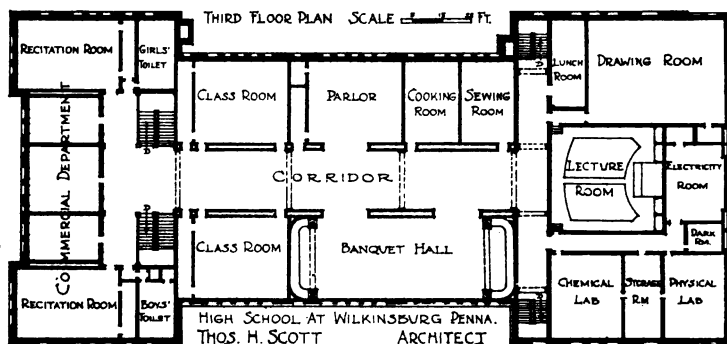 THIRD FLOOR PLAN SCALE FT.
RECITATION ROOM
GIRLS' TOILET
COMMERCIAL DEPARTMENT
CLASS ROOM
PARLOR
COOKING ROOM
SEWING ROOM
LUNCH ROOM
DRAWING ROOM
D
D
CORRIDOR
LECTURE ROOM
ELECTRICITY ROOM
DARK RM.
D
CLASS ROOM
BANQUET HALL
RECITATION ROOM
BOYS' TOILET
CHEMICAL LAB
STORAGE RM
PHYSICAL LAB
D
HIGH SCHOOL AT WILKINSBURG PENNA.
THOS. H. SCOTT ARCHITECT